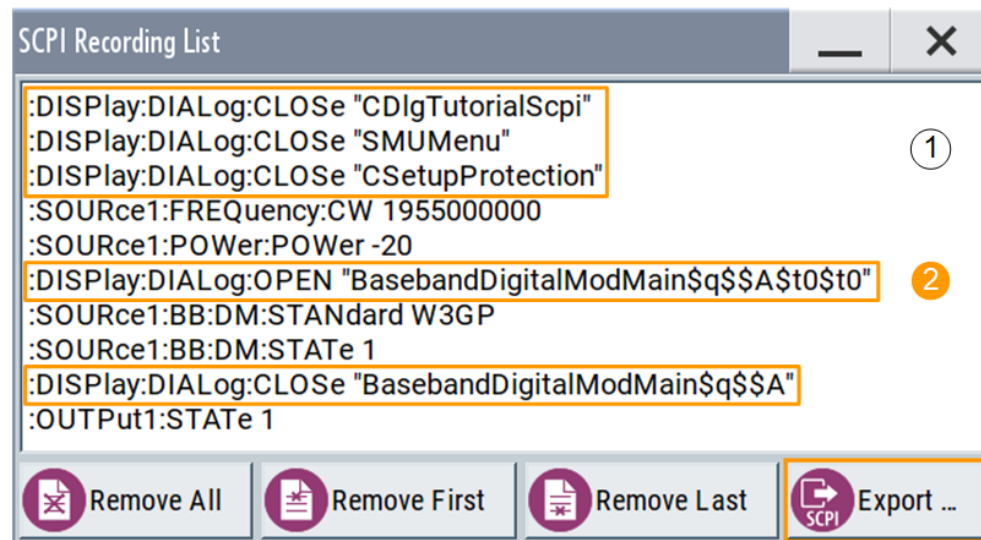 SCPI Recording List
:DISPlay:DIALog:CLOSe "CDlgTutorialScpi"
:DISPlay:DIALog:CLOSe "SMUMenu"
1
:DISPlay:DIALog:CLOSe "CSetupProtection"
:SOURce1:FREQuency:CW 1955000000
:SOURce1:POWer:POWer -20
:DISPlay:DIALog:OPEN "BasebandDigitalModMain$q$$A$t0$t0"
2
:SOURce1:BB:DM:STANdard W3GP
:SOURce1:BB:DM:STATe 1
:DISPlay:DIALog:CLOSe "BasebandDigitalModMain$q$$A"
:OUTPut1:STATe 1
Remove All
Remove First
Remove Last
SCPI
Export ...